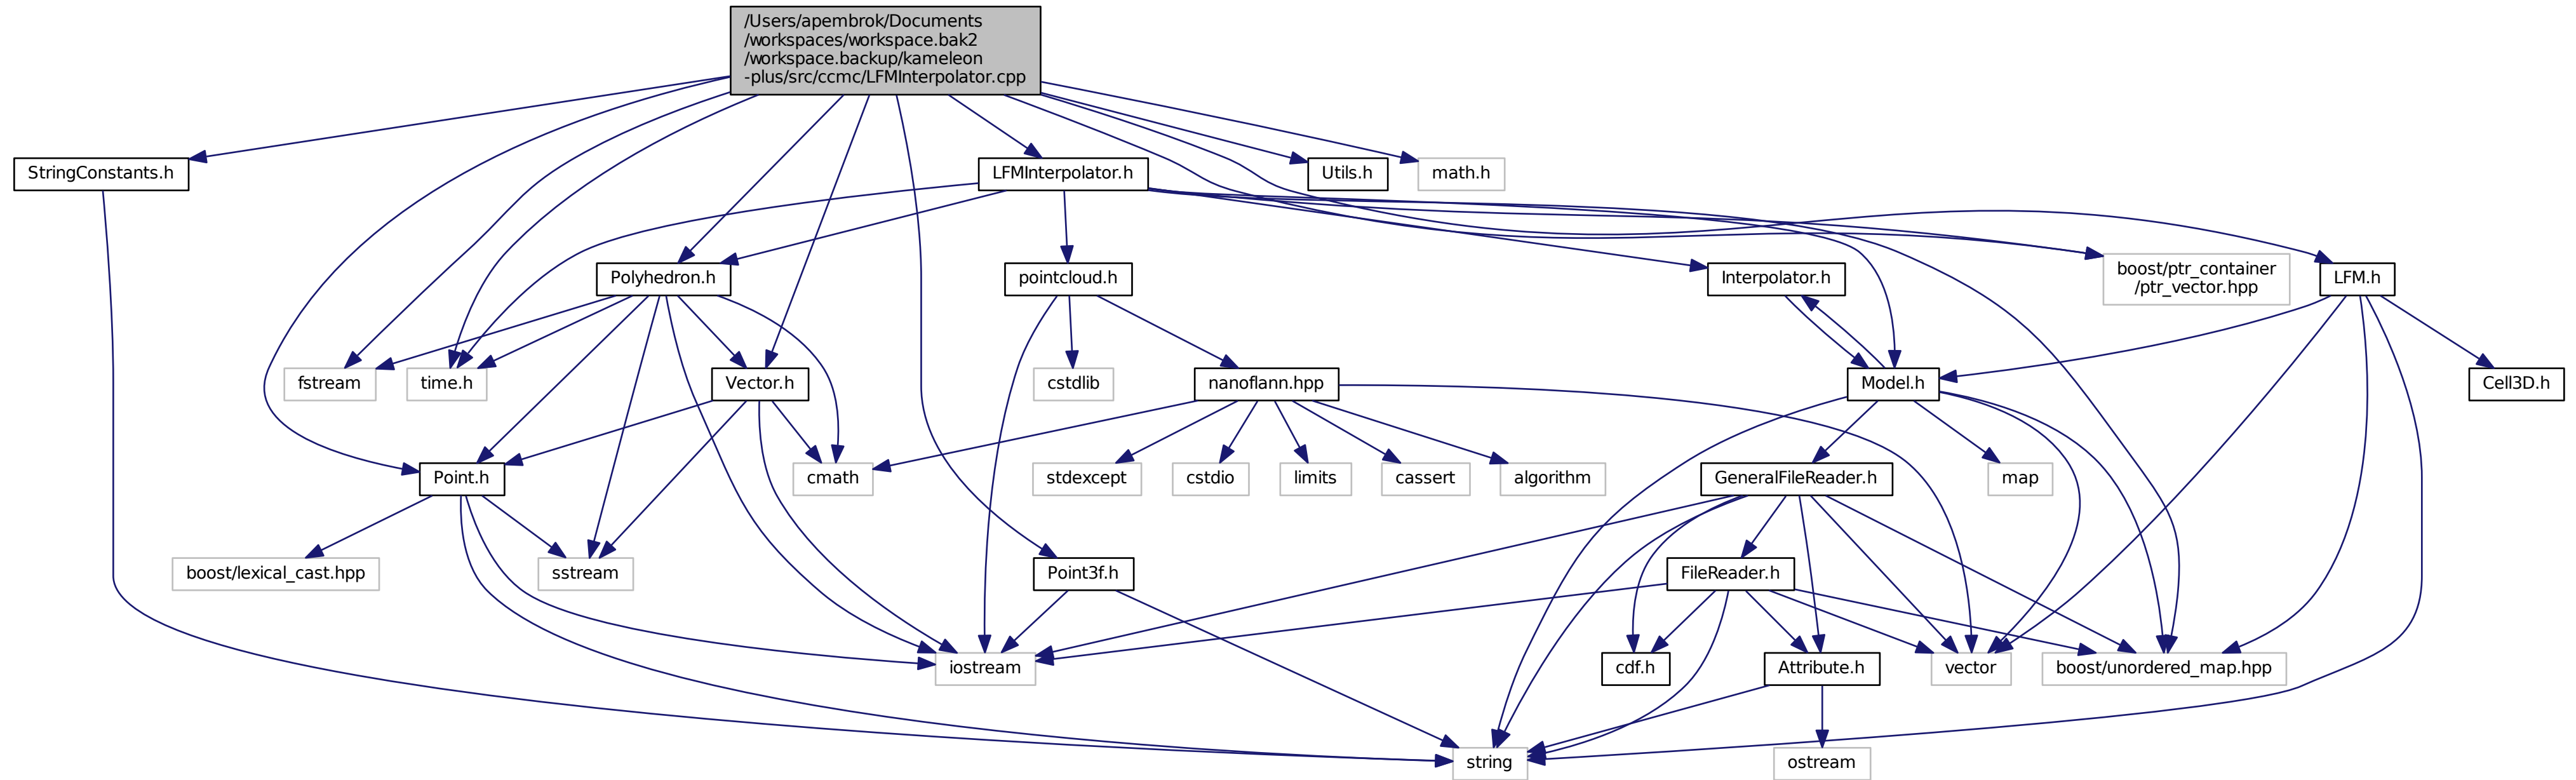 /Users/apembrok/Documents
/workspaces/workspace.bak2
/workspace.backup/kameleon
-plus/src/ccmc/LFMInterpolator.cpp
StringConstants.h
LFMInterpolator.h
Utils.h
math.h
Polyhedron.h
pointcloud.h
Interpolator.h
boost/ptr_container
/ptr_vector.hpp
LFM.h
fstream
time.h
Vector.h
cstdlib
nanoflann.hpp
Model.h
Cell3D.h
Point.h
cmath
stdexcept
cstdio
limits
cassert
algorithm
GeneralFileReader.h
map
boost/lexical_cast.hpp
sstream
Point3f.h
FileReader.h
iostream
cdf.h
Attribute.h
vector
boost/unordered_map.hpp
string
ostream